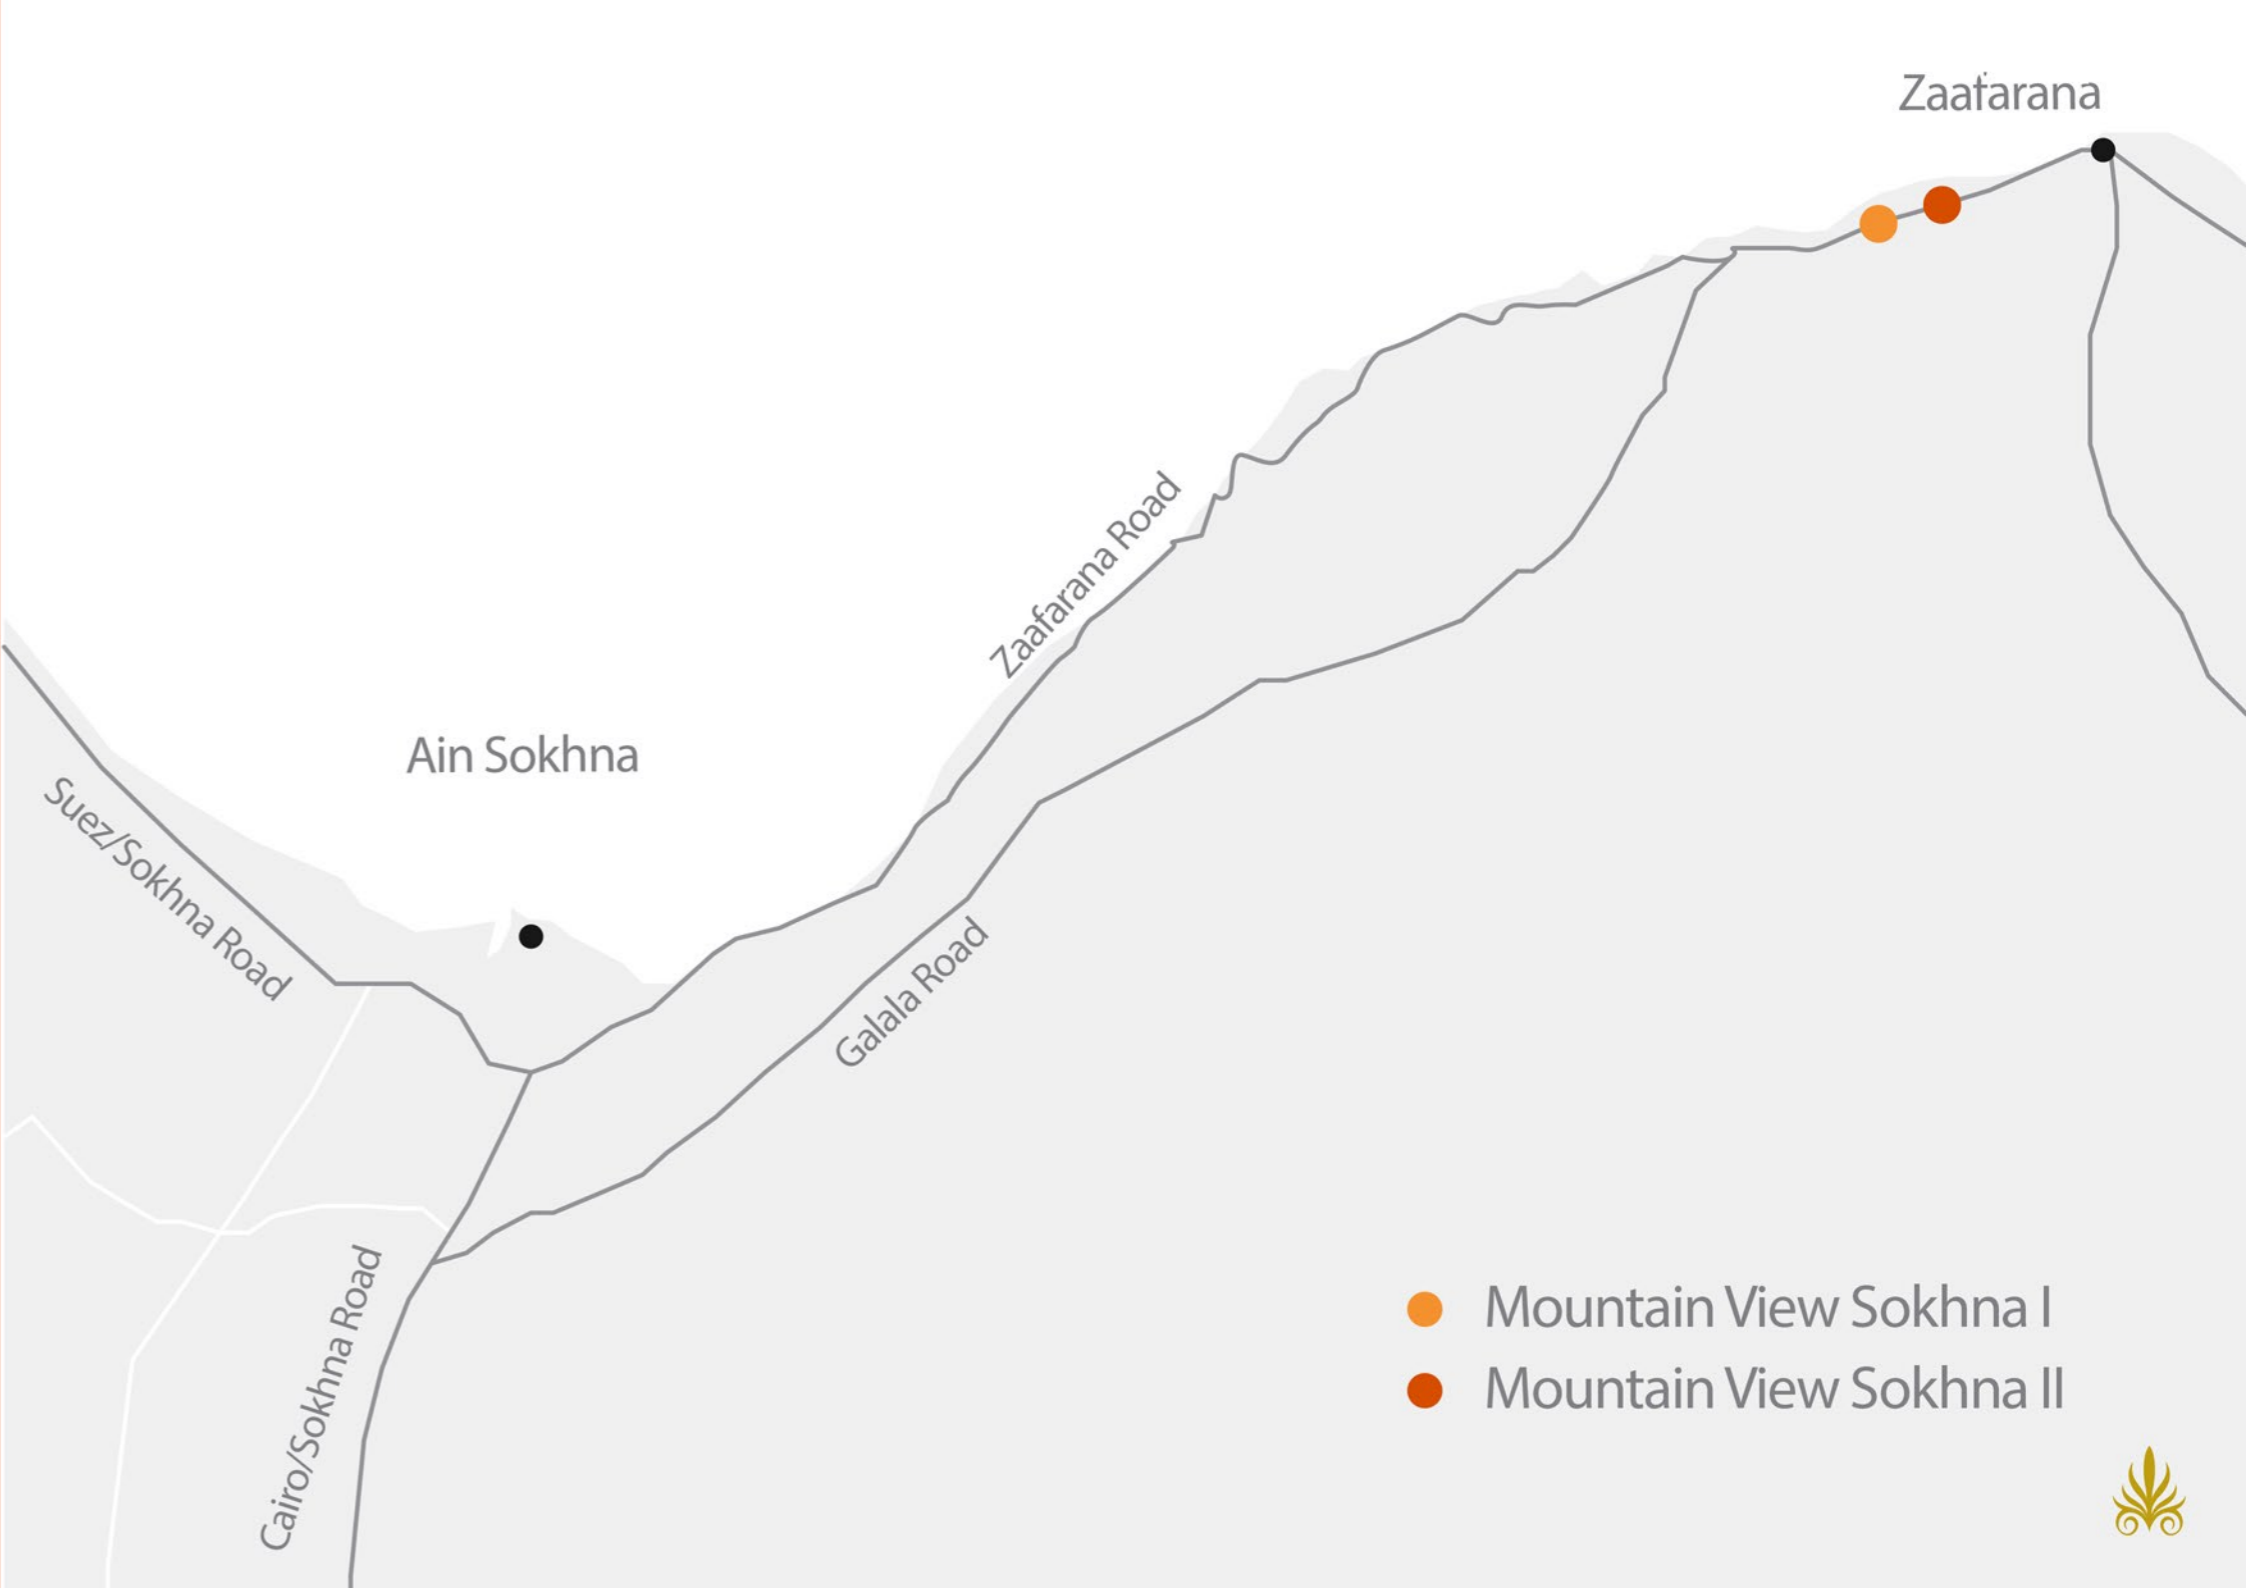 Zaafarana
Zaafarana Road
Ain Sokhna
Suez/Sokhna Road
Galala Road
Cairo/Sokhna Road
Mountain View Sokhna I
Mountain View Sokhna II